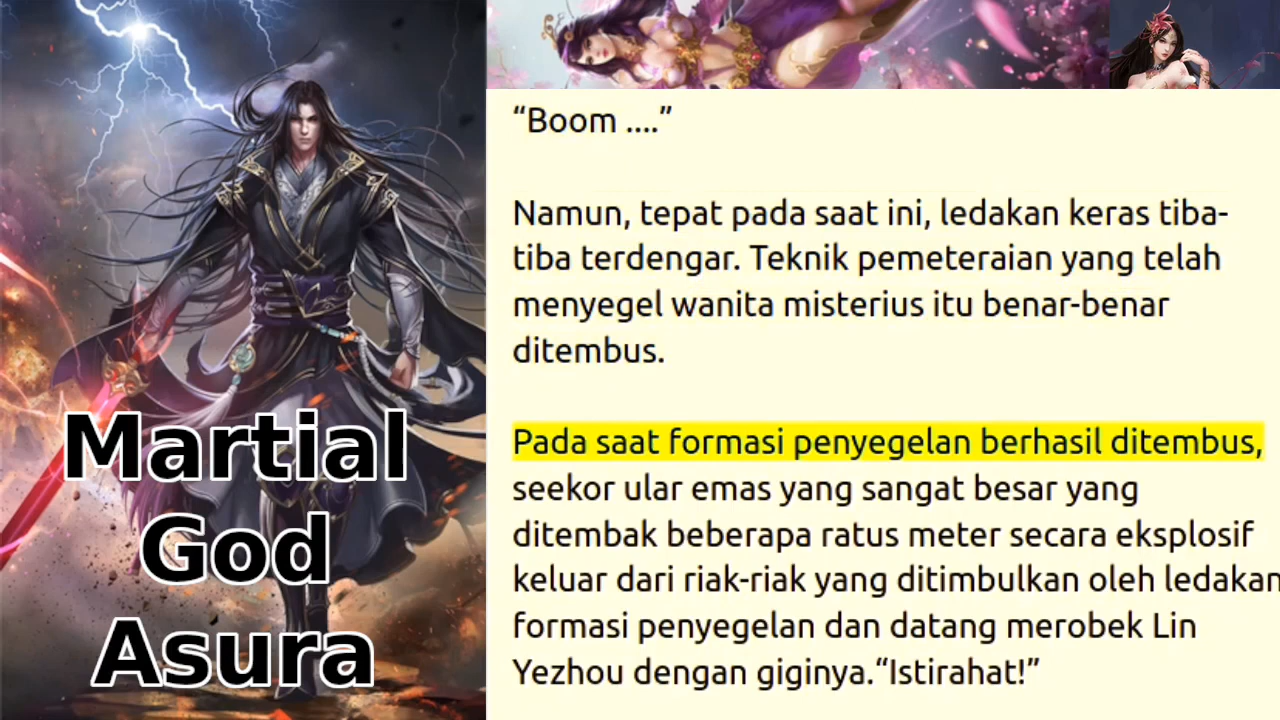 Martial
God
Asura
“Boom ....”
Namun, tepat pada saat ini, ledakan keras tiba-
tiba terdengar. Teknik pemeteraian yang telah
menyegel wanita misterius itu benar-benar
ditembus.
Pada saat formasi penyegelan berhasil ditembus,
seekor ular emas yang sangat besar yang
ditembak beberapa ratus meter secara eksplosif
keluar dari riak-riak yang ditimbulkan oleh ledakan
formasi penyegelan dan datang merobek Lin
Yezhou dengan giginya.“Istirahat!”